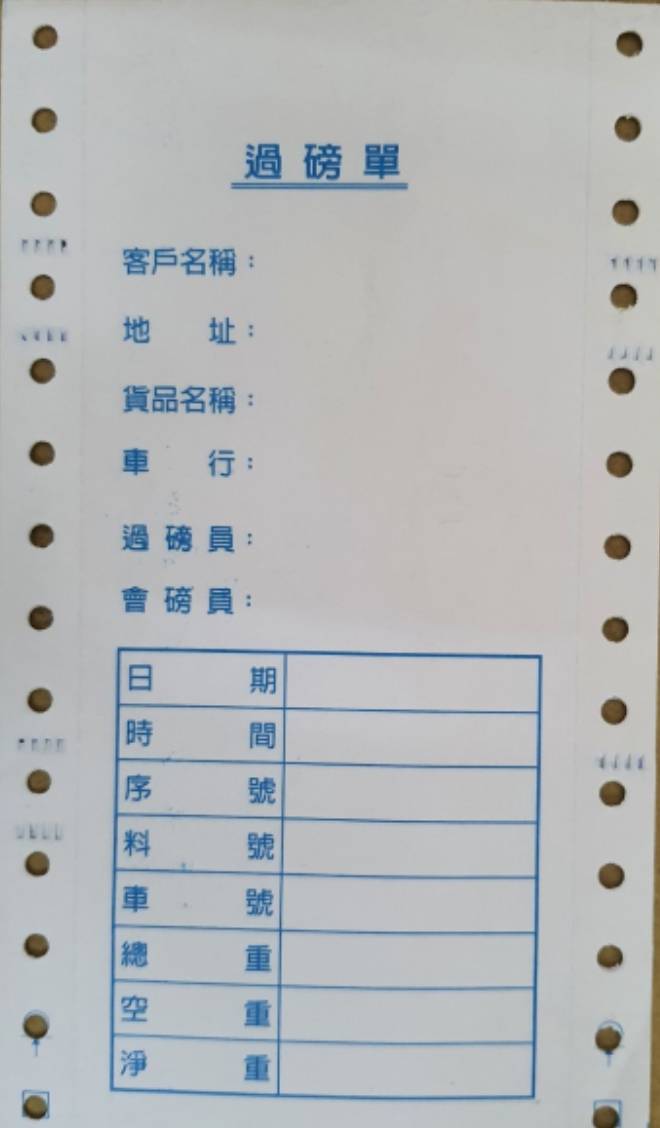 過磅單
客戶名稱：
地址：
貨品名稱：
車行：
過磅員：
會磅員：
日期
時間
序號
料號
車號
總重
空重
淨重